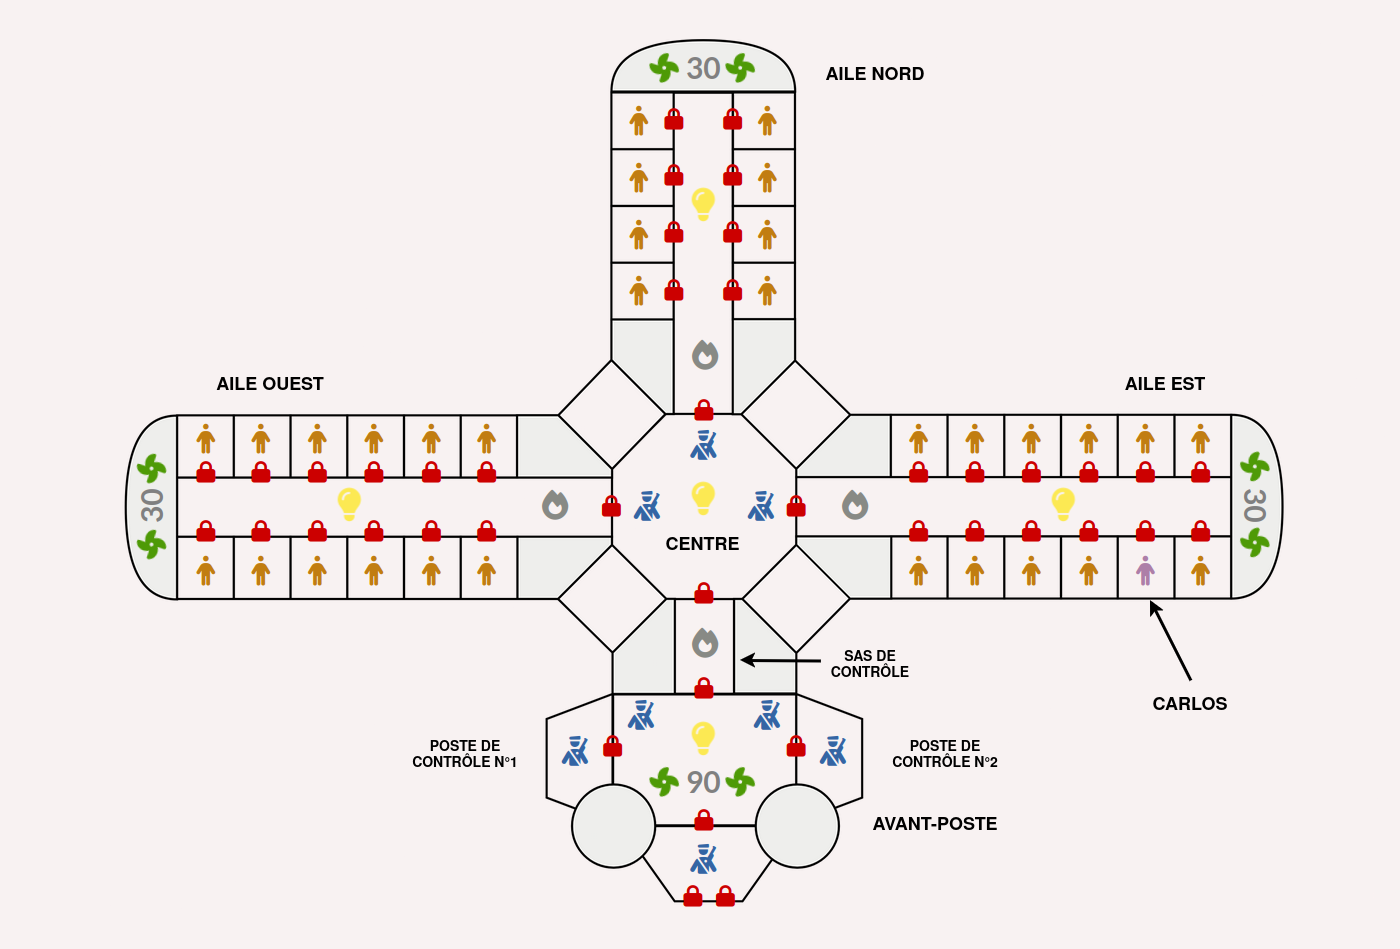 30
AILE NORD
AILE OUEST
AILE EST
30
30
CENTRE
SAS DE
CONTRÔLE
CARLOS
POSTE DE
CONTRÔLE N°1
POSTE DE
CONTRÔLE N°2
90
AVANT-POSTE